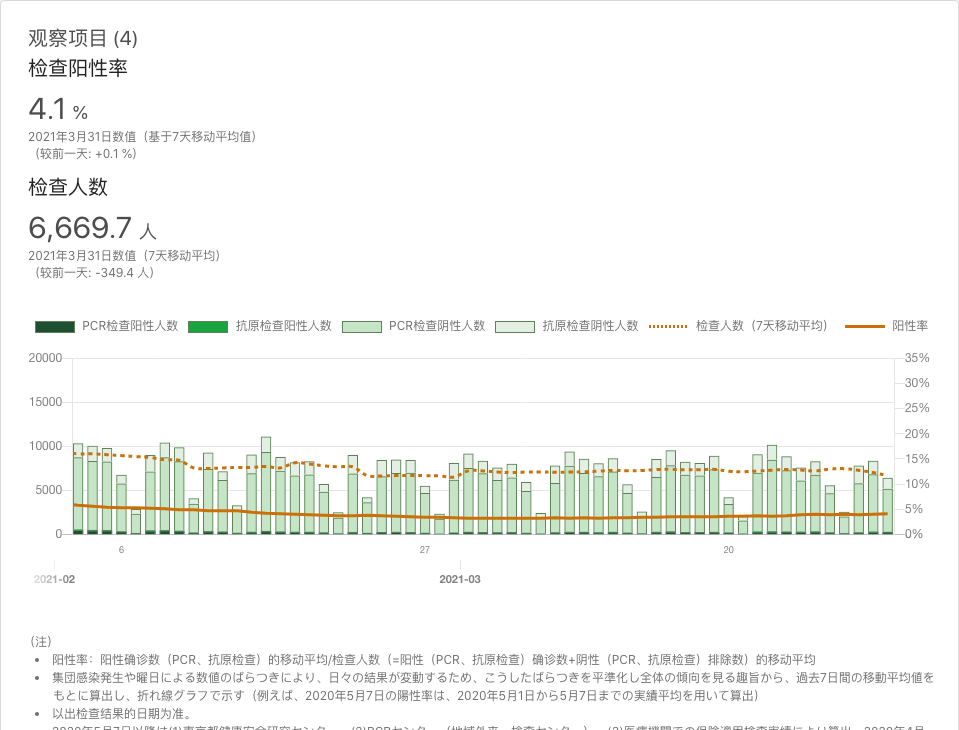 观察项目 (4)
检查阳性率
4.1 %
2021年3月31日数值（基于7天移动平均值）
（较前一天: +0.1 %）
检查人数
6,669.7 人
2021年3月31日数值（7天移动平均）
（较前一天: -349.4 人）
PCR检查阳性人数 抗原检查阳性人数 PCR检查阴性人数 抗原检查阴性人数 检查人数（7天移动平均） 阳性率
20000 35%
30%
15000 25%
20%
10000 15%
5000 10%
5%
0 0%
6 27 20
2021-02 2021-03
(注)
• 阳性率：阳性确诊数（PCR、抗原检查）的移动平均/检查人数（=阳性（PCR、抗原检查）确诊数+阴性（PCR、抗原检查）排除数）的移动平均
• 集団感染発生や曜日による数値のばらつきにより、日々の結果が変動するため、こうしたばらつきを平準化し全体の傾向を見る趣旨から、過去7日間の移動平均値を
もとに算出し、折れ線グラフで示す（例えば、2020年5月7日の陽性率は、2020年5月1日から5月7日までの実績平均を用いて算出）
• 以出检查结果的日期为准。